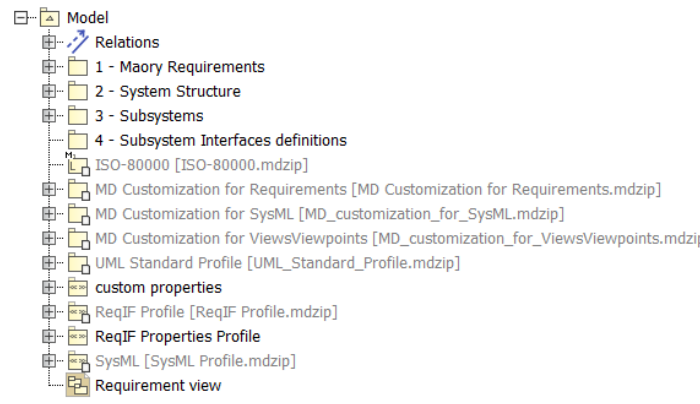 Model
Relations
1 - Maory Requirements
2 - System Structure
3 - Subsystems
4 - Subsystem Interfaces definitions
ISO-80000 [ISO-80000.mdzip]
MD Customization for Requirements [MD Customization for Requirements.mdzip]
MD Customization for SysML [MD_customization_for_SysML.mdzip]
MD Customization for ViewsViewpoints [MD_customization_for_ViewsViewpoints.mdzip
UML Standard Profile [UML_Standard_Profile.mdzip]
custom properties
ReqIF Profile [ReqIF Profile.mdzip]
ReqIF Properties Profile
SysML [SysML Profile.mdzip]
Requirement view